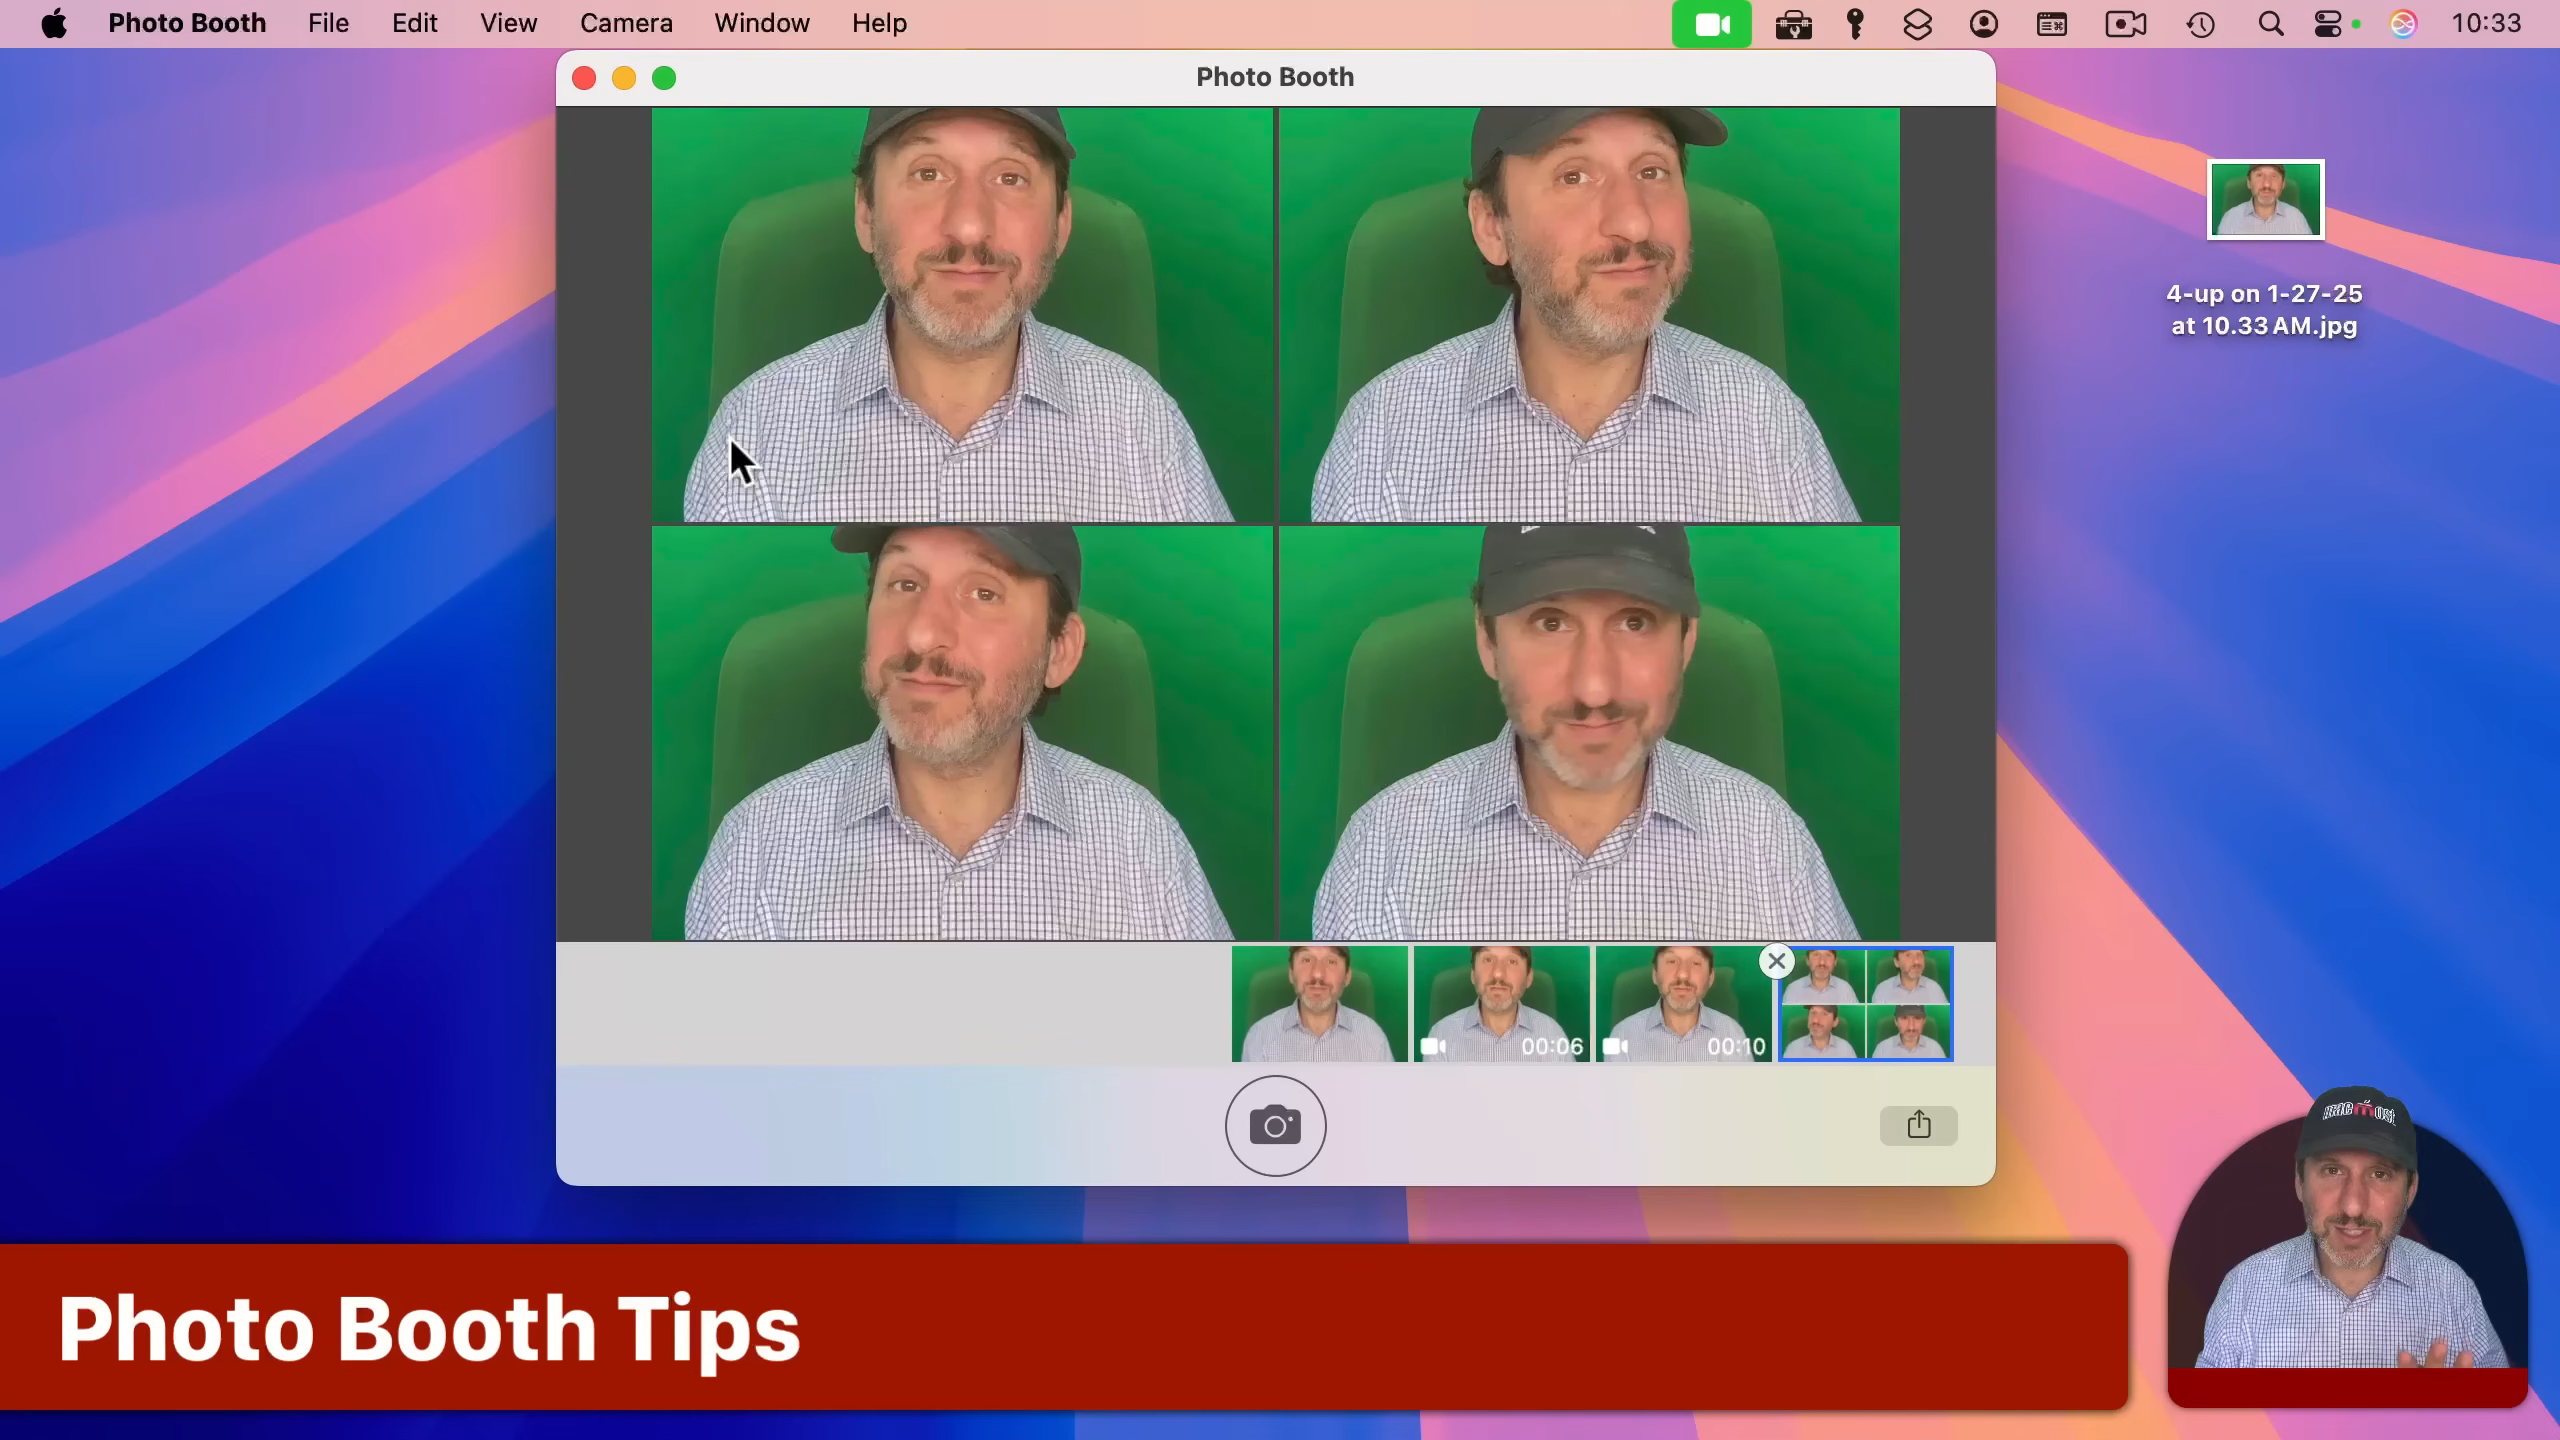 Photo Booth File Edit View Camera Window Help 10:33
Photo Booth
4-up on 1-27-25
at 10.33 AM.jpg
00:06 00:10
MacMost
Photo Booth Tips